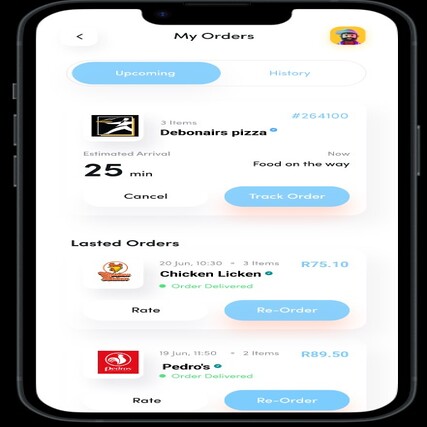 <
My Orders
Upcoming
History
3 Items
#264100
Debonairs pizza
Estimated Arrival
Now
25 min
Food on the way
Cancel
Track Order
Lasted Orders
20 Jun, 10:30 • 3 Items
R75.10
Chicken Licken
Order Delivered
Rate
Re-Order
19 Jun, 11:50 • 2 Items
R89.50
Pedros
Pedro's
Order Delivered
Rate
Re-Order